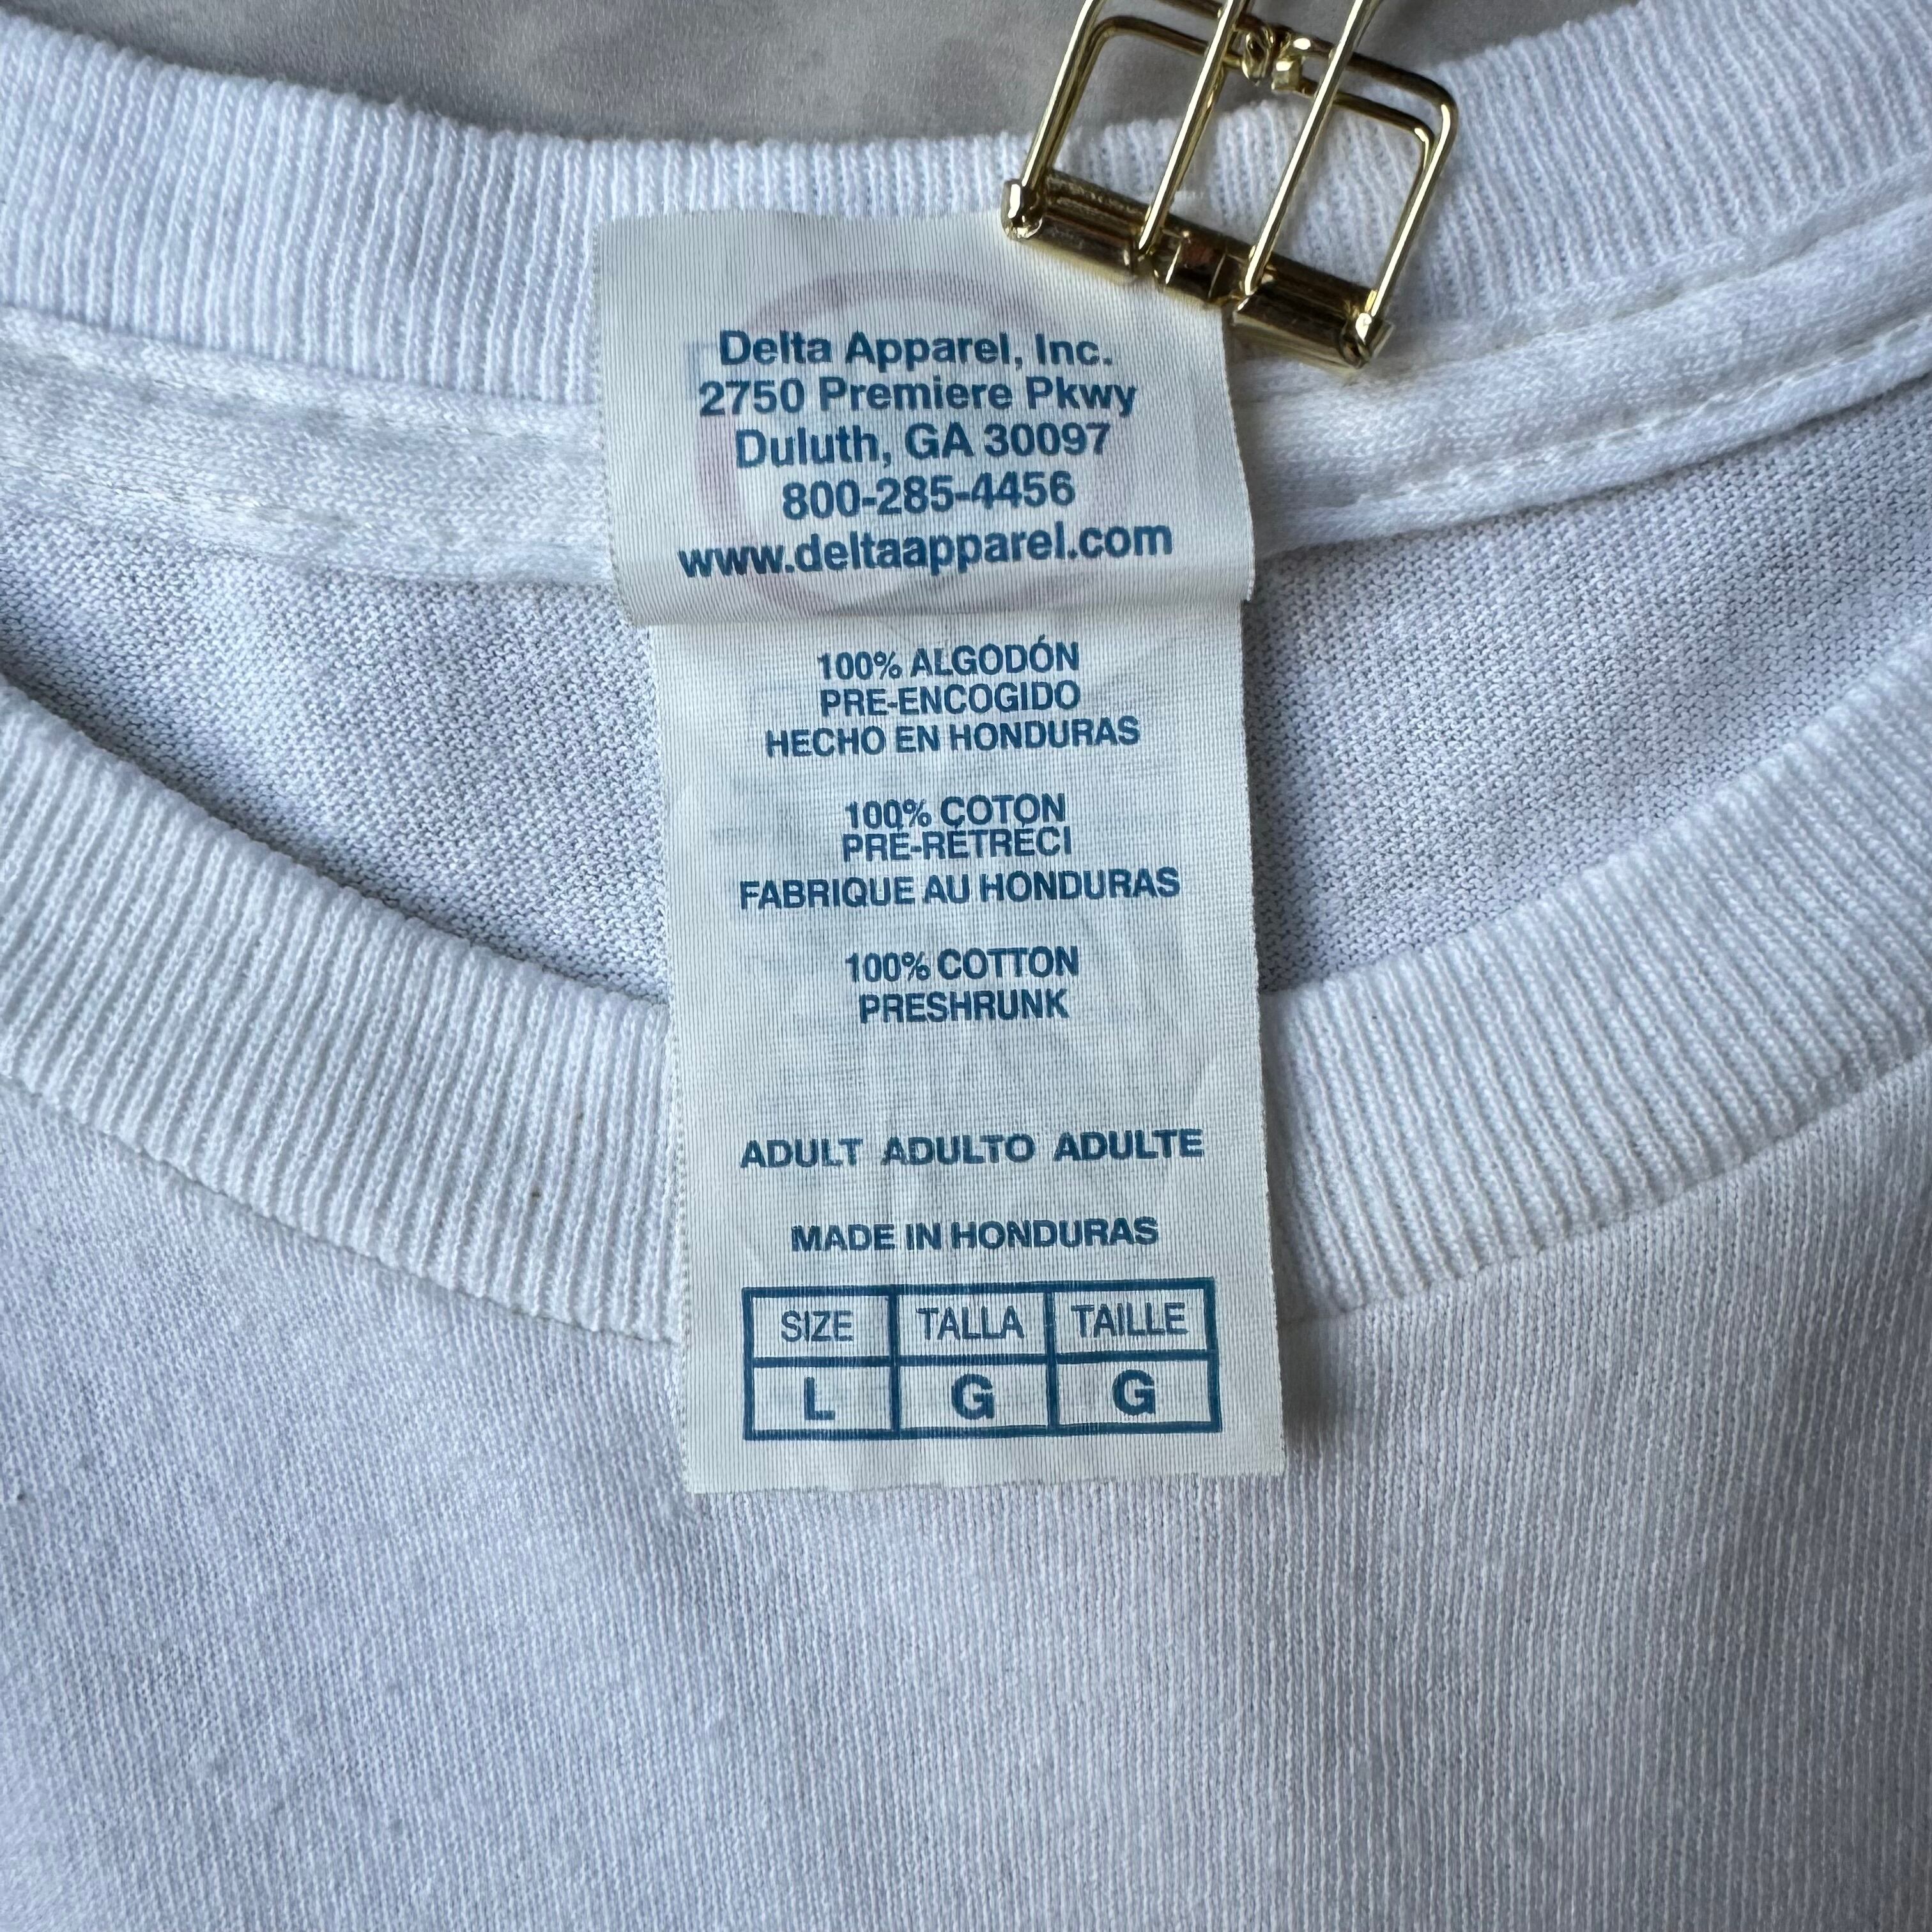 Delta Apparel, Inc.
2750 Premiere Pkwy
Duluth, GA 30097
800-285-4456
www.deltaapparel.com
100% ALGODÓN
PRE-ENCOGIDO
HECHO EN HONDURAS
100% COTON
PRÉ-RÉTRÉCI
FABRIQUE AU HONDURAS
100% COTTON
PRESHRUNK
ADULT ADULTO ADULTE
MADE IN HONDURAS
SIZE TALLA TAILLE
L G G